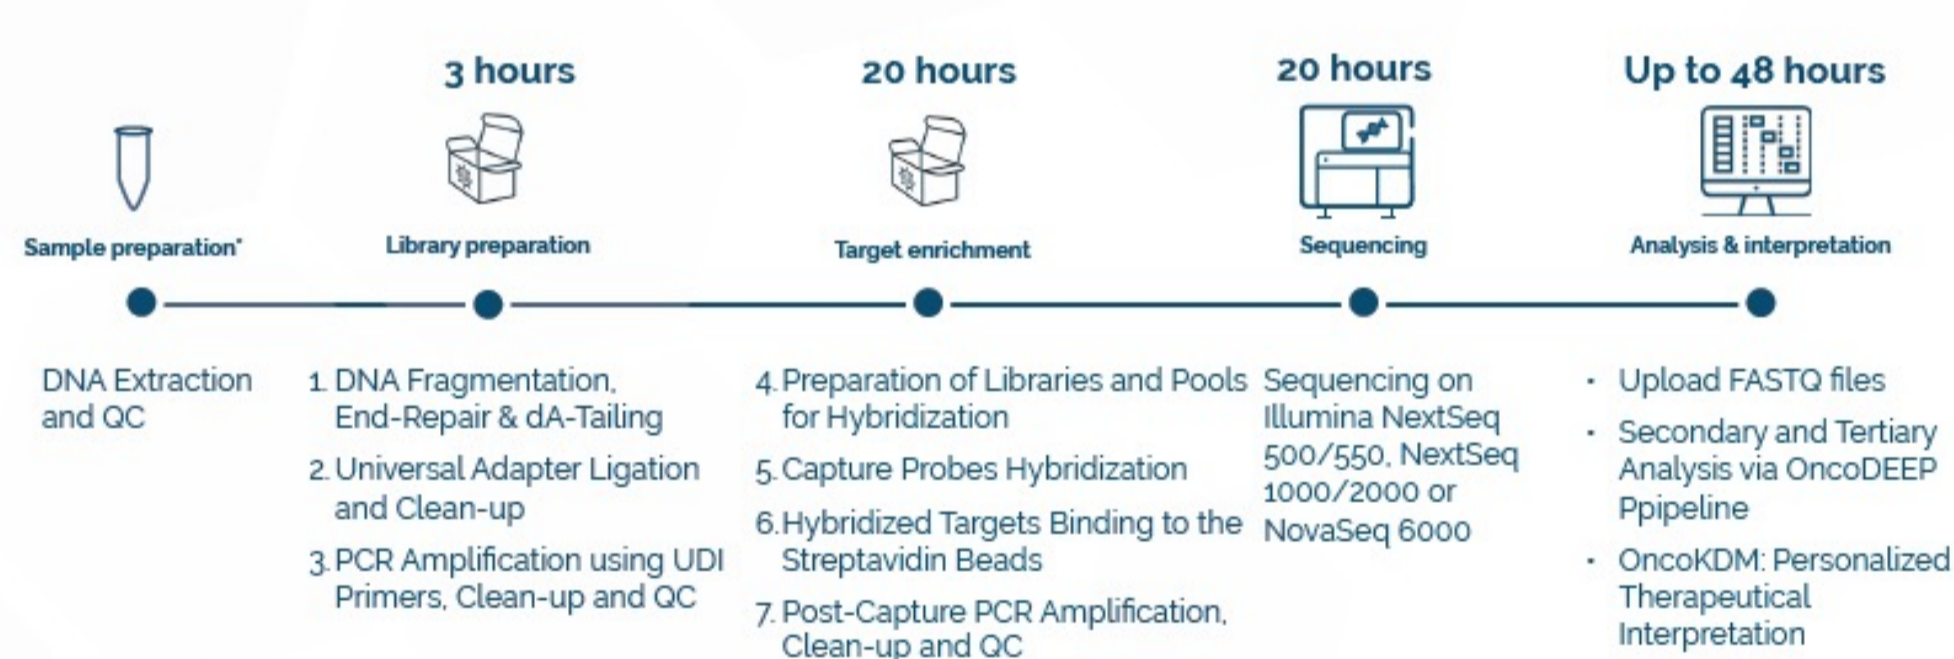 3 hours
20 hours
20 hours
Up to 48 hours
Sample preparation*
Library preparation
Target enrichment
Sequencing
Analysis & interpretation
DNA Extraction
and QC
1. DNA Fragmentation,
End-Repair & dA-Tailing
2. Universal Adapter Ligation
and Clean-up
3. PCR Amplification using UDI
Primers, Clean-up and QC
4. Preparation of Libraries and Pools
for Hybridization
5. Capture Probes Hybridization
6. Hybridized Targets Binding to the
Streptavidin Beads
7. Post-Capture PCR Amplification,
Clean-up and QC
Sequencing on
Illumina NextSeq
500/550, NextSeq
1000/2000 or
NovaSeq 6000
· Upload FASTQ files
· Secondary and Tertiary
Analysis via OncoDEEP
Ppipeline
· OncoKDM: Personalized
Therapeutical
Interpretation